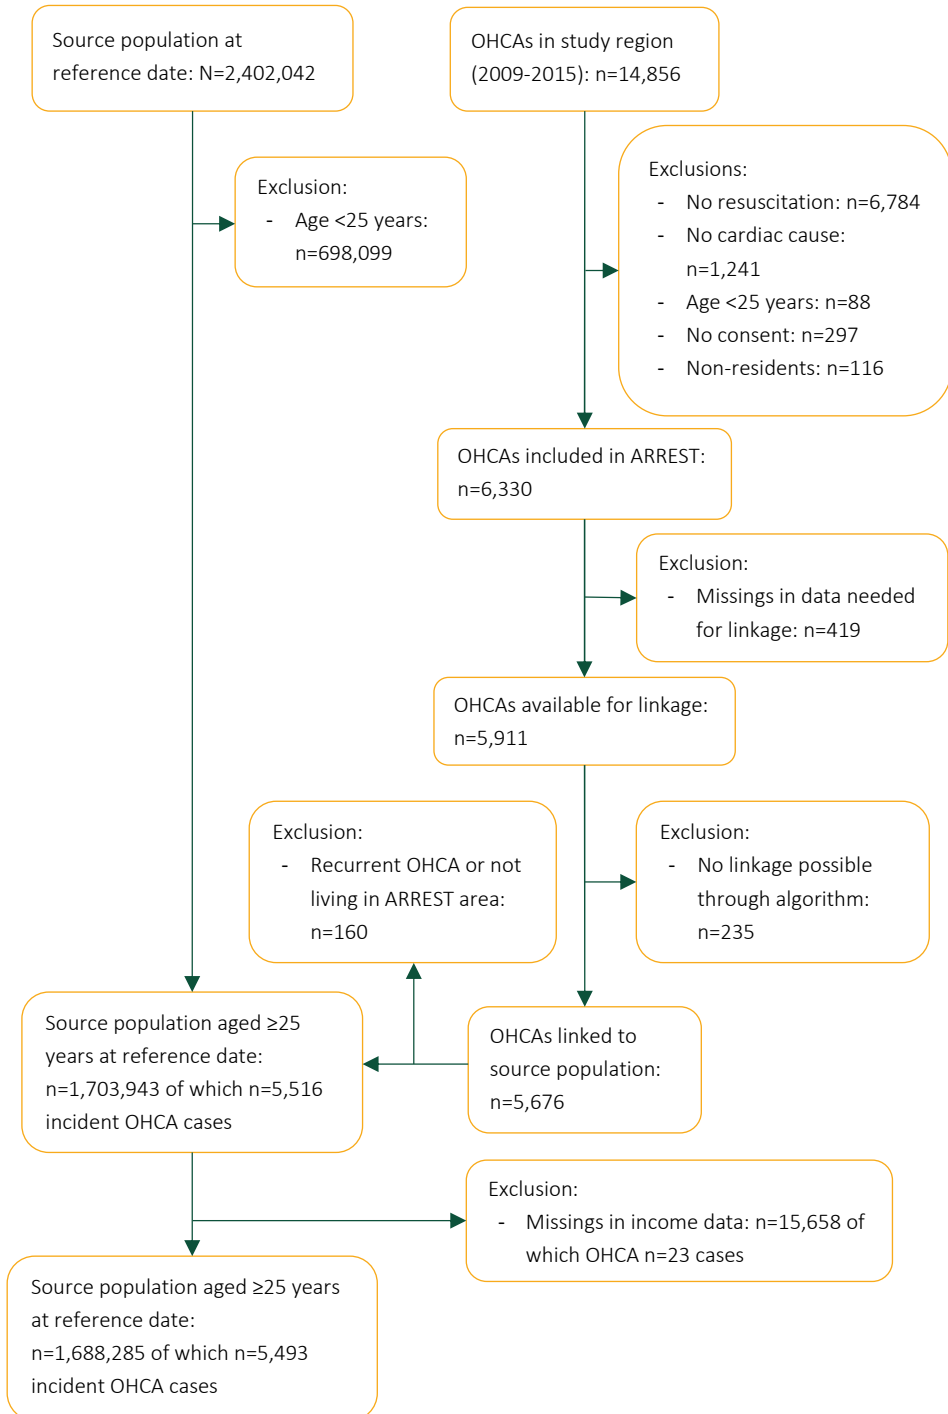 Source population at
reference date: N=2,402,042
OHCAs in study region
(2009-2015): n=14,856
Exclusion:
- Age <25 years:
n=698,099
Exclusions:
- No resuscitation: n=6,784
- No cardiac cause:
n=1,241
- Age <25 years: n=88
- No consent: n=297
- Non-residents: n=116
OHCAs included in ARREST:
n=6,330
Exclusion:
- Missings in data needed
for linkage: n=419
OHCAs available for linkage:
n=5,911
Exclusion:
- Recurrent OHCA or not
living in ARREST area:
n=160
Exclusion:
- No linkage possible
through algorithm:
n=235
Source population aged ≥25
years at reference date:
n=1,703,943 of which n=5,516
incident OHCA cases
OHCAs linked to
source population:
n=5,676
Exclusion:
- Missings in income data: n=15,658 of
which OHCA n=23 cases
Source population aged ≥25 years
at reference date:
n=1,688,285 of which n=5,493
incident OHCA cases